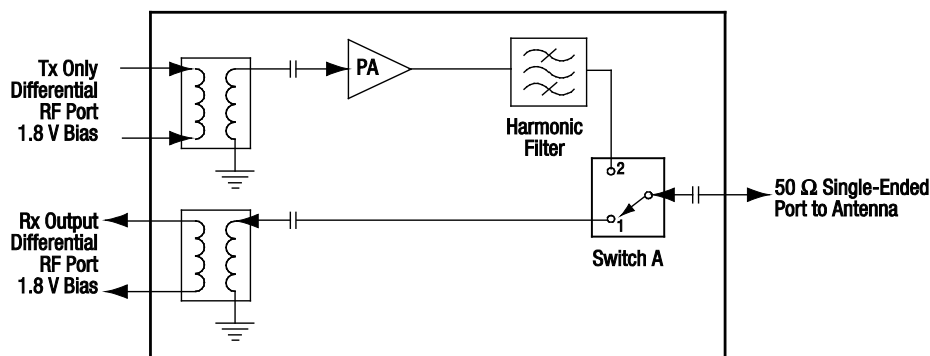 Tx Only
Differential
RF Port
1.8 V Bias
PA
Harmonic
Filter
2
1
Switch A
50 Ω Single-Ended
Port to Antenna
Rx Output
Differential
RF Port
1.8 V Bias